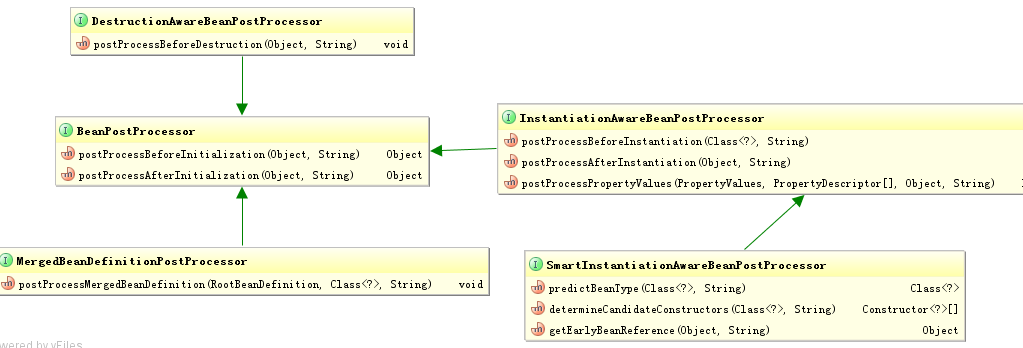 DestructionAwareBeanPostProcessor
postProcessBeforeDestruction(Object, String) void
BeanPostProcessor
postProcessBeforeInitialization(Object, String) Object
postProcessAfterInitialization(Object, String) Object
InstantiationAwareBeanPostProcessor
postProcessBeforeInstantiation(Class<?>, String)
postProcessAfterInstantiation(Object, String)
postProcessPropertyValues(PropertyValues, PropertyDescriptor[], Object, String)
MergedBeanDefinitionPostProcessor
postProcessMergedBeanDefinition(RootBeanDefinition, Class<?>, String) void
SmartInstantiationAwareBeanPostProcessor
predictBeanType(Class<?>, String) Class<?>
determineCandidateConstructors(Class<?>, String) Constructor<?>[]
getEarlyBeanReference(Object, String) Object
wered by yFiles